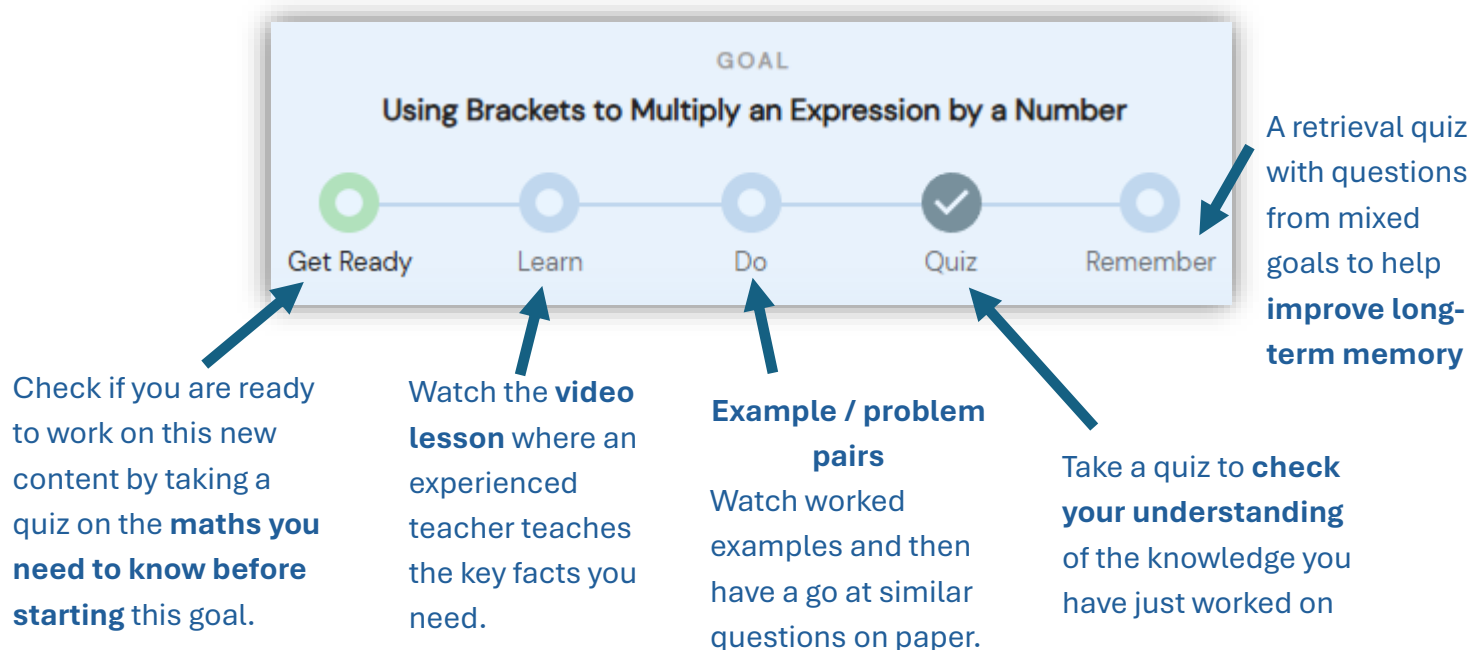 GOAL
Using Brackets to Multiply an Expression by a Number
Get Ready
Learn
Do
Quiz
Remember
Check if you are ready
to work on this new
content by taking a
quiz on the maths you
need to know before
starting this goal.
Watch the video
lesson where an
experienced
teacher teaches
the key facts you
need.
Example / problem
pairs
Watch worked
examples and then
have a go at similar
questions on paper.
Take a quiz to check
your understanding
of the knowledge you
have just worked on
A retrieval quiz
with questions
from mixed
goals to help
improve long-
term memory